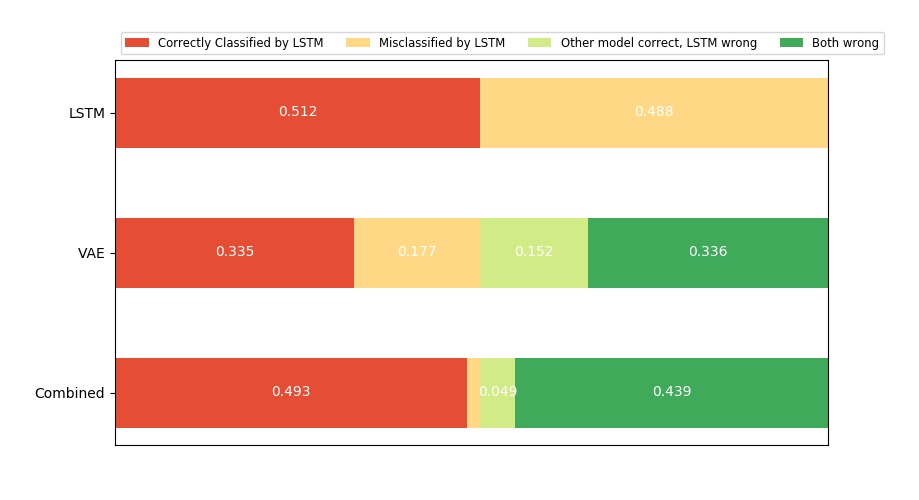 Correctly Classified by LSTM Misclassified by LSTM Other model correct, LSTM wrong Both wrong
LSTM 0.512 0.488
VAE 0.335 0.177 0.152 0.336
Combined 0.493 0.049 0.439